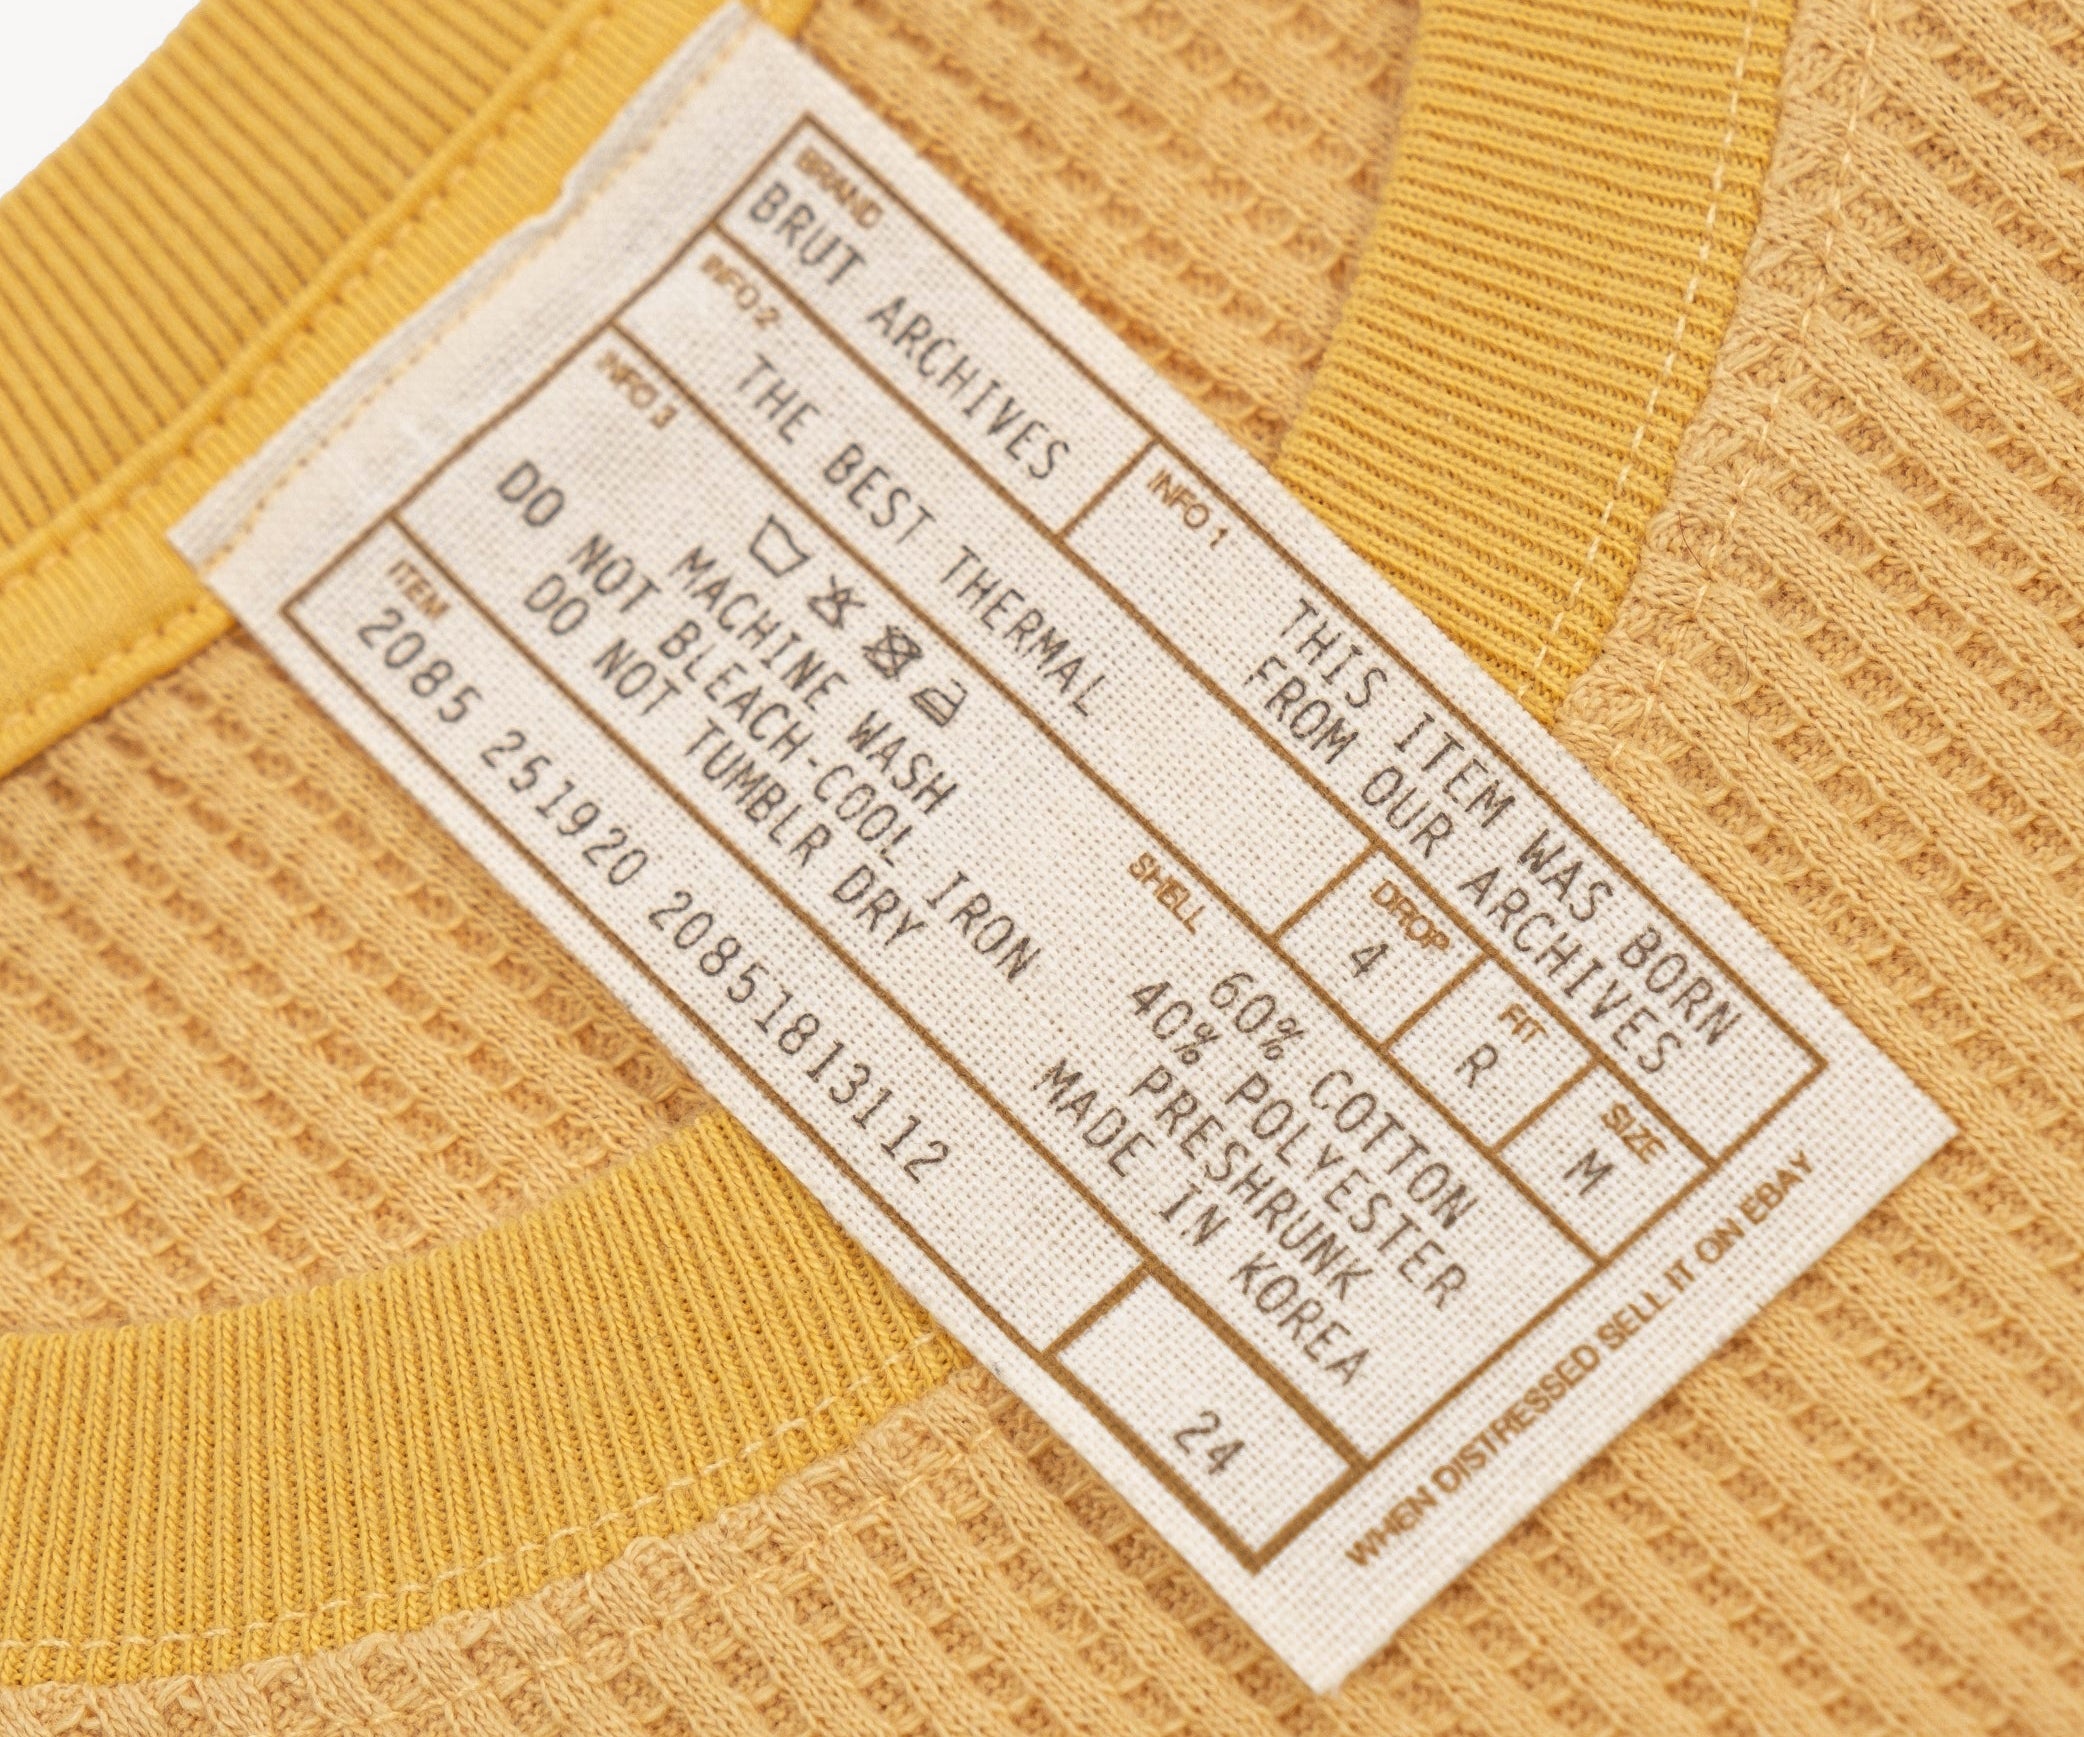 BRAND
BRUT ARCHIVES
INFO 1
THIS ITEM WAS BORN
FROM OUR ARCHIVES
INFO 2
THE BEST THERMAL
DROP
4
FIT
R
SIZE
M
INFO 3
MACHINE WASH
DO NOT BLEACH-COOL IRON
DO NOT TUMBLR DRY
SHELL
60% COTTON
40% POLYESTER
PRESHRUNK
MADE IN KOREA
ITEM
2085 251920 2085181313112
24
WHEN DISTRESSED SELL IT ON EBAY